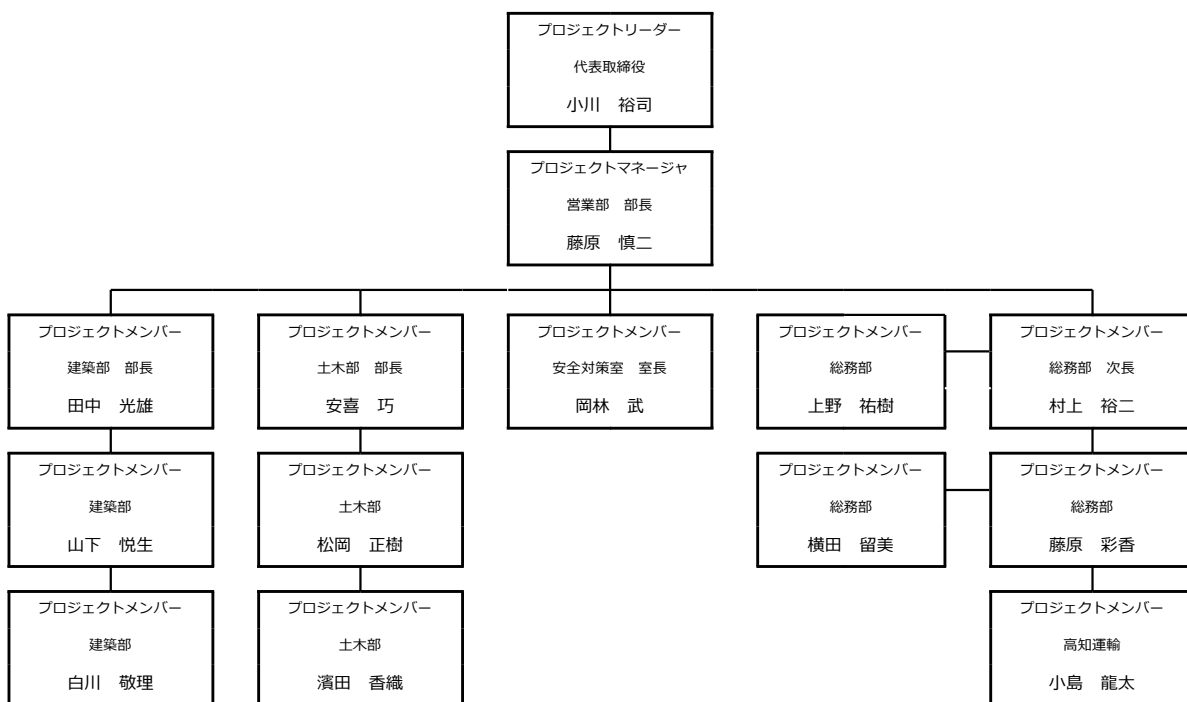 プロジェクトリーダー
代表取締役
小川　裕司
プロジェクトマネージャ
営業部　部長
藤原　慎二
プロジェクトメンバー
建築部　部長
田中　光雄
プロジェクトメンバー
土木部　部長
安喜　巧
プロジェクトメンバー
安全対策室　室長
岡林　武
プロジェクトメンバー
総務部
上野　祐樹
プロジェクトメンバー
総務部　次長
村上　裕二
プロジェクトメンバー
建築部
山下　悦生
プロジェクトメンバー
土木部
松岡　正樹
プロジェクトメンバー
総務部
横田　留美
プロジェクトメンバー
総務部
藤原　彩香
プロジェクトメンバー
建築部
白川　敬理
プロジェクトメンバー
土木部
濱田　香織
プロジェクトメンバー
高知運輸
小島　龍太